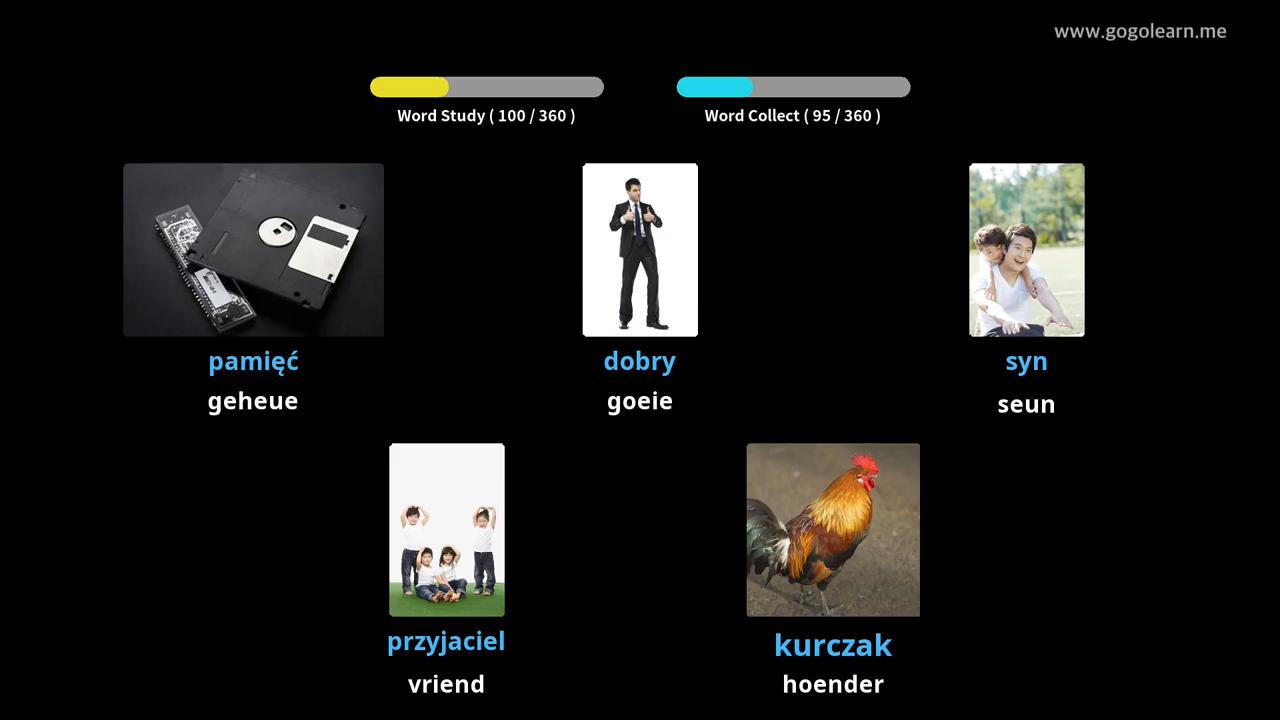 www.gogolearn.me
Word Study ( 100 / 360 )
Word Collect ( 95 / 360 )
pamięć
dobry
syn
geheue
goeie
seun
przyjaciel
kurczak
vriend
hoender